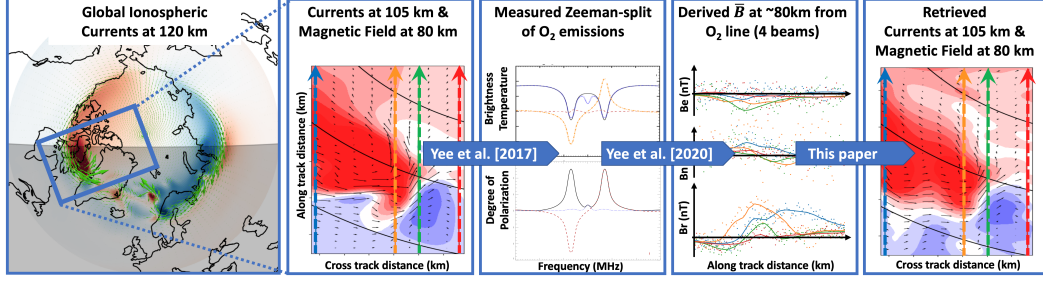 Global Ionospheric
Currents at 120 km
Currents at 105 km &
Magnetic Field at 80 km
Along track distance (km)
Cross track distance (km)
Yee et al. [2017]
Measured Zeeman-split
of O₂ emissions
Brightness
Temperature
Degree of
Polarization
Frequency (MHz)
Yee et al. [2020]
Derived B̅ at ~80km from
O₂ line (4 beams)
Be (nT)
Bn
Br (nT)
Along track distance (km)
This paper
Retrieved
Currents at 105 km &
Magnetic Field at 80 km
Cross track distance (km)